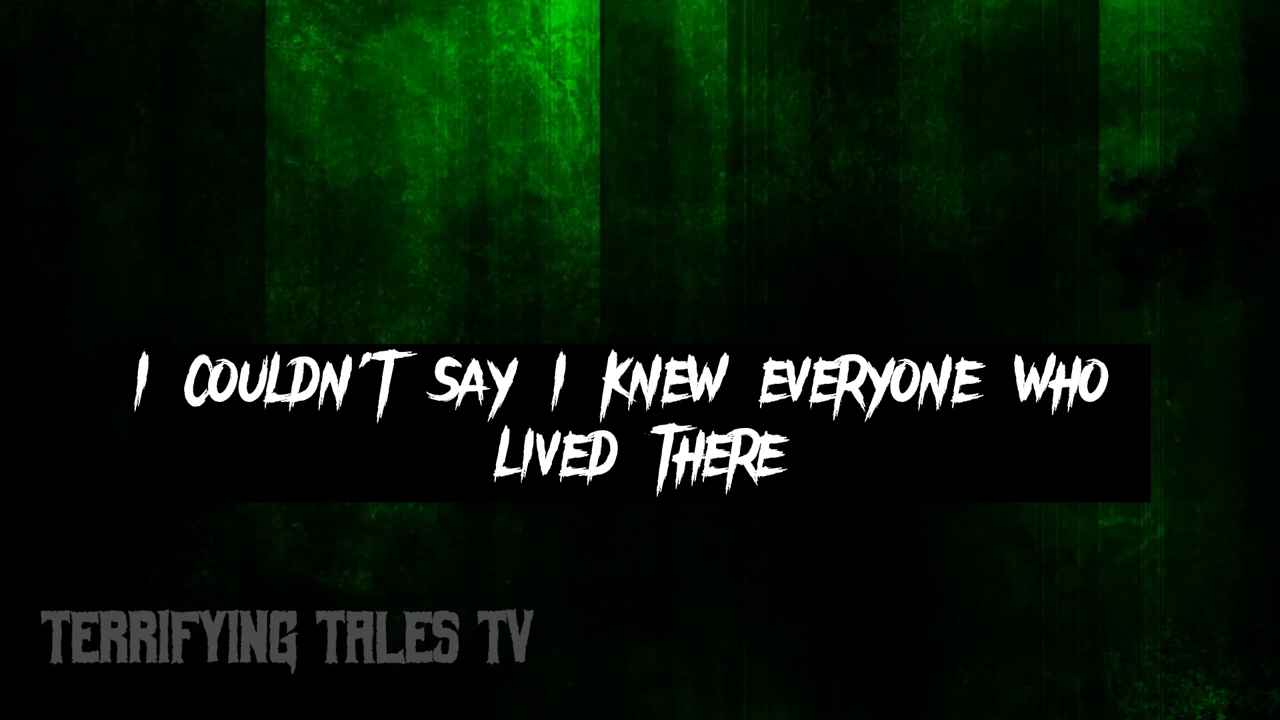 I COULDN'T SAY I KNEW EVERYONE WHO
LIVED THERE
TERRIFYING TALES TV